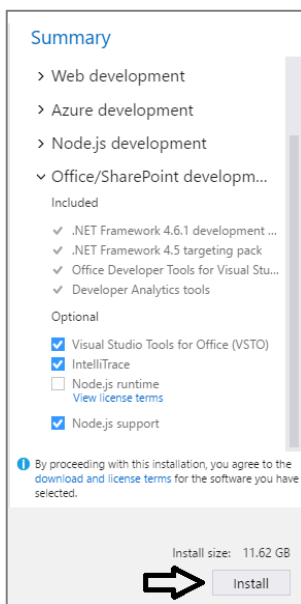 Summary
Web development
Azure development
Node.js development
Office/SharePoint developm...
Included
.NET Framework 4.6.1 development ...
.NET Framework 4.5 targeting pack
Office Developer Tools for Visual Stu...
Developer Analytics tools
Optional
Visual Studio Tools for Office (VSTO)
IntelliTrace
Node.js runtime
View license terms
Node.js support
By proceeding with this installation, you agree to the
download and license terms for the software you have
selected.
Install size: 11.62 GB
Install